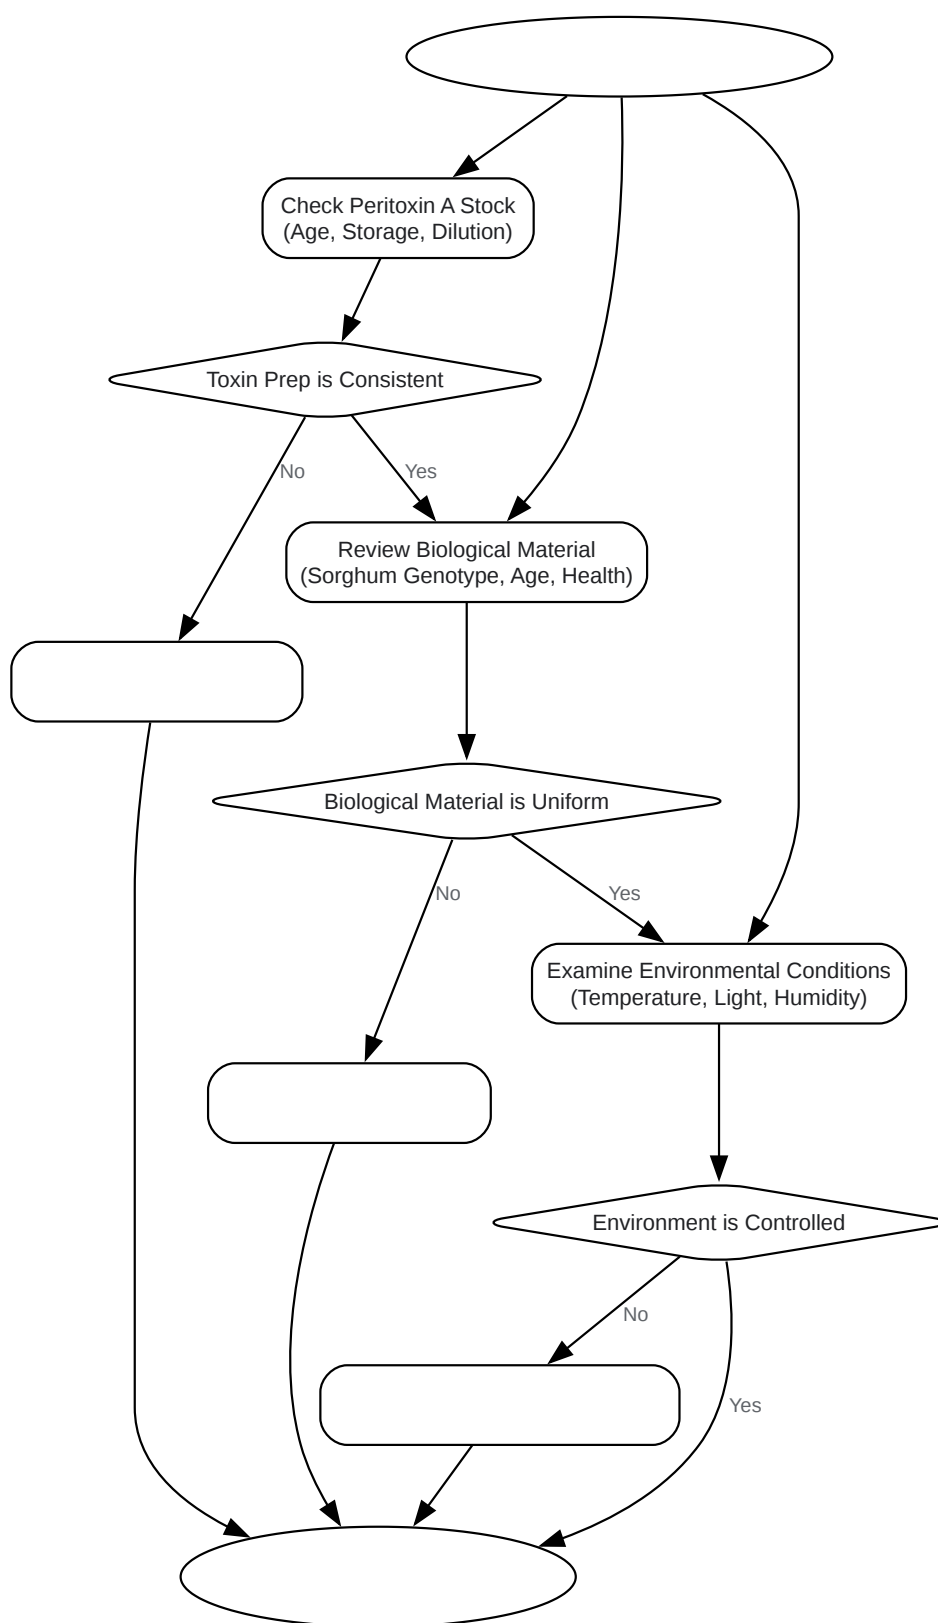 Check Peritoxin A Stock
(Age, Storage, Dilution)
Toxin Prep is Consistent
No
Yes
Review Biological Material
(Sorghum Genotype, Age, Health)
Biological Material is Uniform
No
Yes
Examine Environmental Conditions
(Temperature, Light, Humidity)
Environment is Controlled
No
Yes